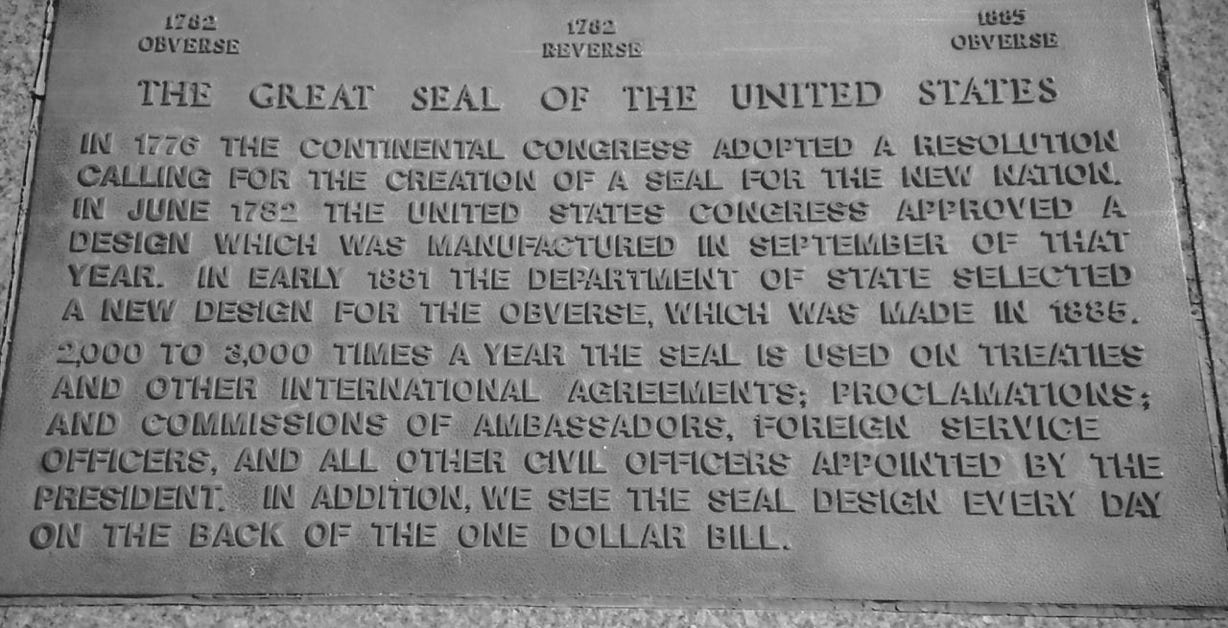 1782 1782 1885
OBVERSE REVERSE OBVERSE
THE GREAT SEAL OF THE UNITED STATES
IN 1776 THE CONTINENTAL CONGRESS ADOPTED A RESOLUTION
CALLING FOR THE CREATION OF A SEAL FOR THE NEW NATION.
IN JUNE 1782 THE UNITED STATES CONGRESS APPROVED A
DESIGN WHICH WAS MANUFACTURED IN SEPTEMBER OF THAT
YEAR. IN EARLY 1881 THE DEPARTMENT OF STATE SELECTED
A NEW DESIGN FOR THE OBVERSE, WHICH WAS MADE IN 1885.
2,000 TO 3,000 TIMES A YEAR THE SEAL IS USED ON TREATIES
AND OTHER INTERNATIONAL AGREEMENTS; PROCLAMATIONS;
AND COMMISSIONS OF AMBASSADORS, FOREIGN SERVICE
OFFICERS, AND ALL OTHER CIVIL OFFICERS APPOINTED BY THE
PRESIDENT. IN ADDITION, WE SEE THE SEAL DESIGN EVERY DAY
ON THE BACK OF THE ONE DOLLAR BILL.